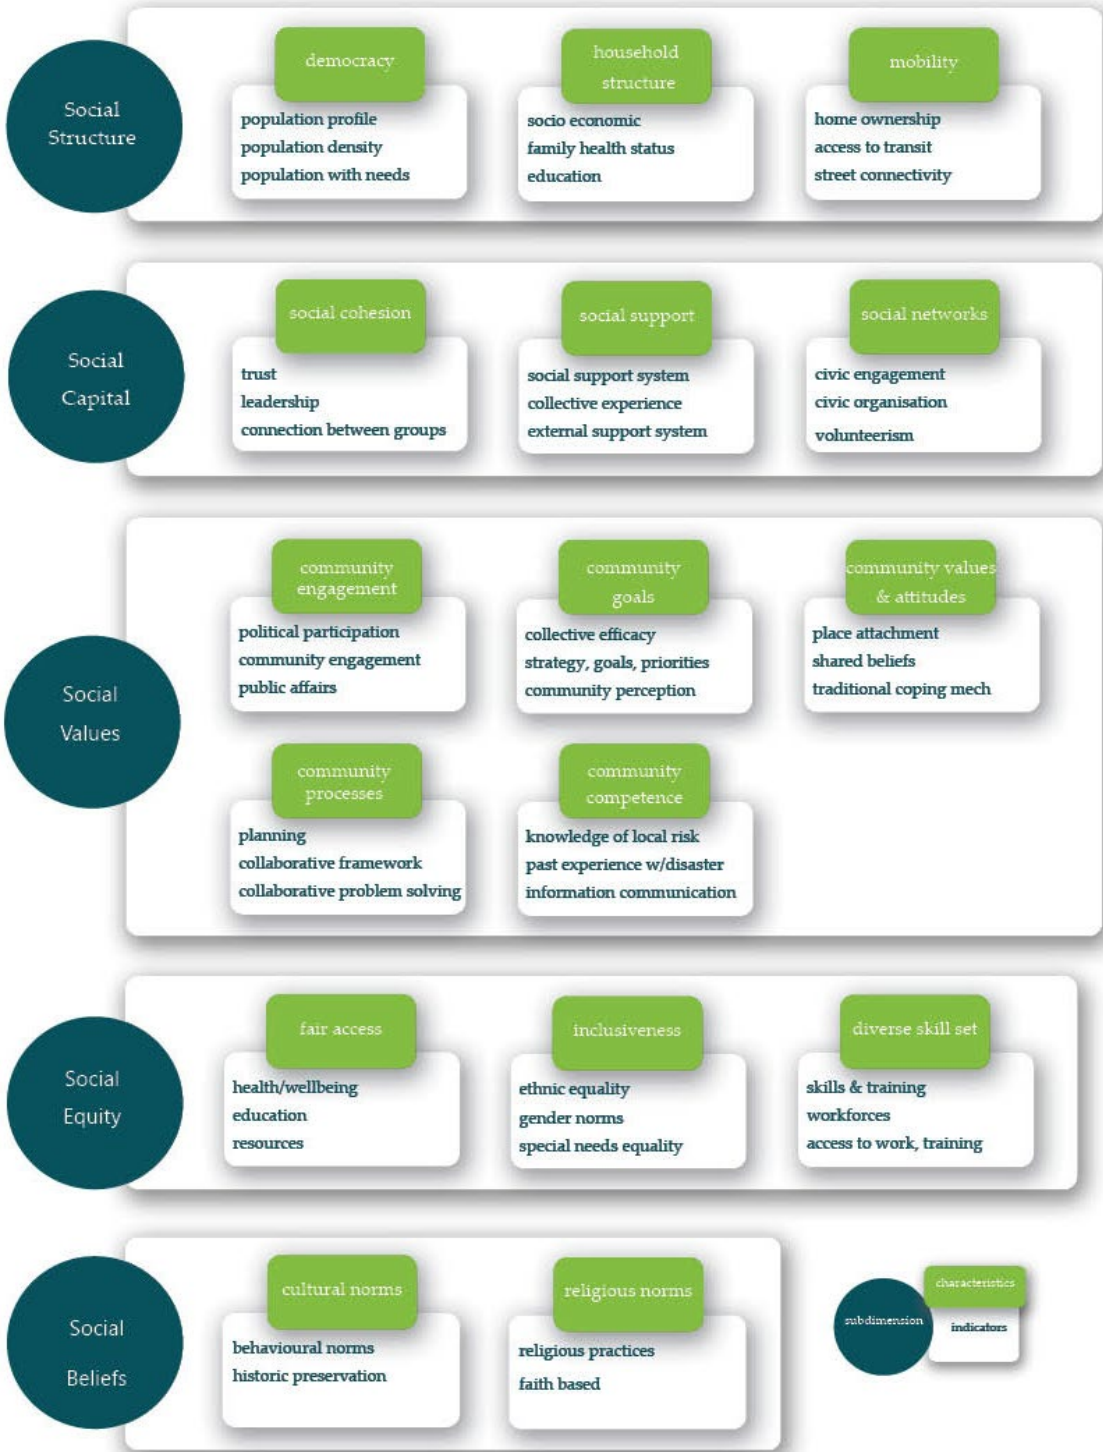 Social
Structure
democracy
population profile
population density
population with needs
household
structure
socio economic
family health status
education
mobility
home ownership
access to transit
street connectivity
Social
Capital
social cohesion
trust
leadership
connection between groups
social support
social support system
collective experience
external support system
social networks
civic engagement
civic organisation
volunteerism
Social
Values
community
engagement
political participation
community engagement
public affairs
community
goals
collective efficacy
strategy, goals, priorities
community perception
community values
& attitudes
place attachment
shared beliefs
traditional coping mech
community
processes
planning
collaborative framework
collaborative problem solving
community
competence
knowledge of local risk
past experience w/disaster
information communication
Social
Equity
fair access
health/wellbeing
education
resources
inclusiveness
ethnic equality
gender norms
special needs equality
diverse skill set
skills & training
workforces
access to work, training
Social
Beliefs
cultural norms
behavioural norms
historic preservation
religious norms
religious practices
faith based
subdimension
characteristics
indicators